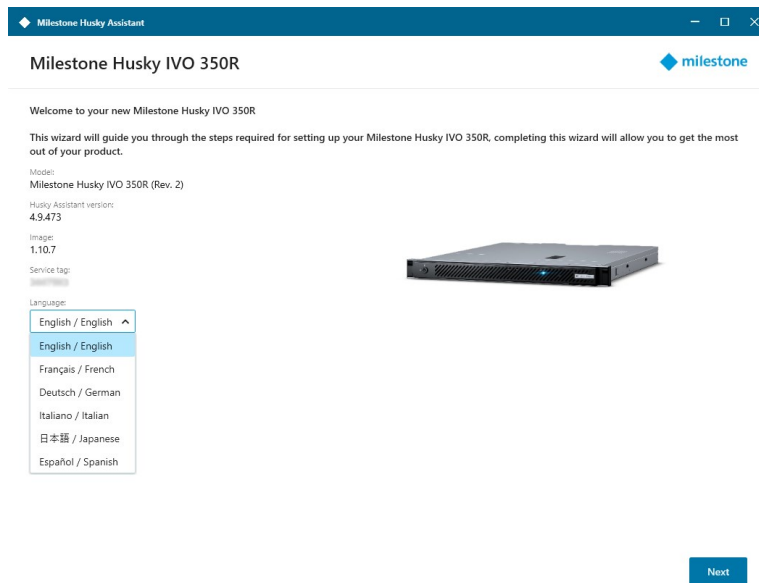 Milestone Husky Assistant
Milestone Husky IVO 350R
milestone
Welcome to your new Milestone Husky IVO 350R
This wizard will guide you through the steps required for setting up your Milestone Husky IVO 350R, completing this wizard will allow you to get the most
out of your product.
Model:
Milestone Husky IVO 350R (Rev. 2)
Husky Assistant version:
4.9.473
Image:
1.10.7
Service tag:
Language:
English / English
English / English
Français / French
Deutsch / German
Italiano / Italian
日本語 / Japanese
Español / Spanish
Next